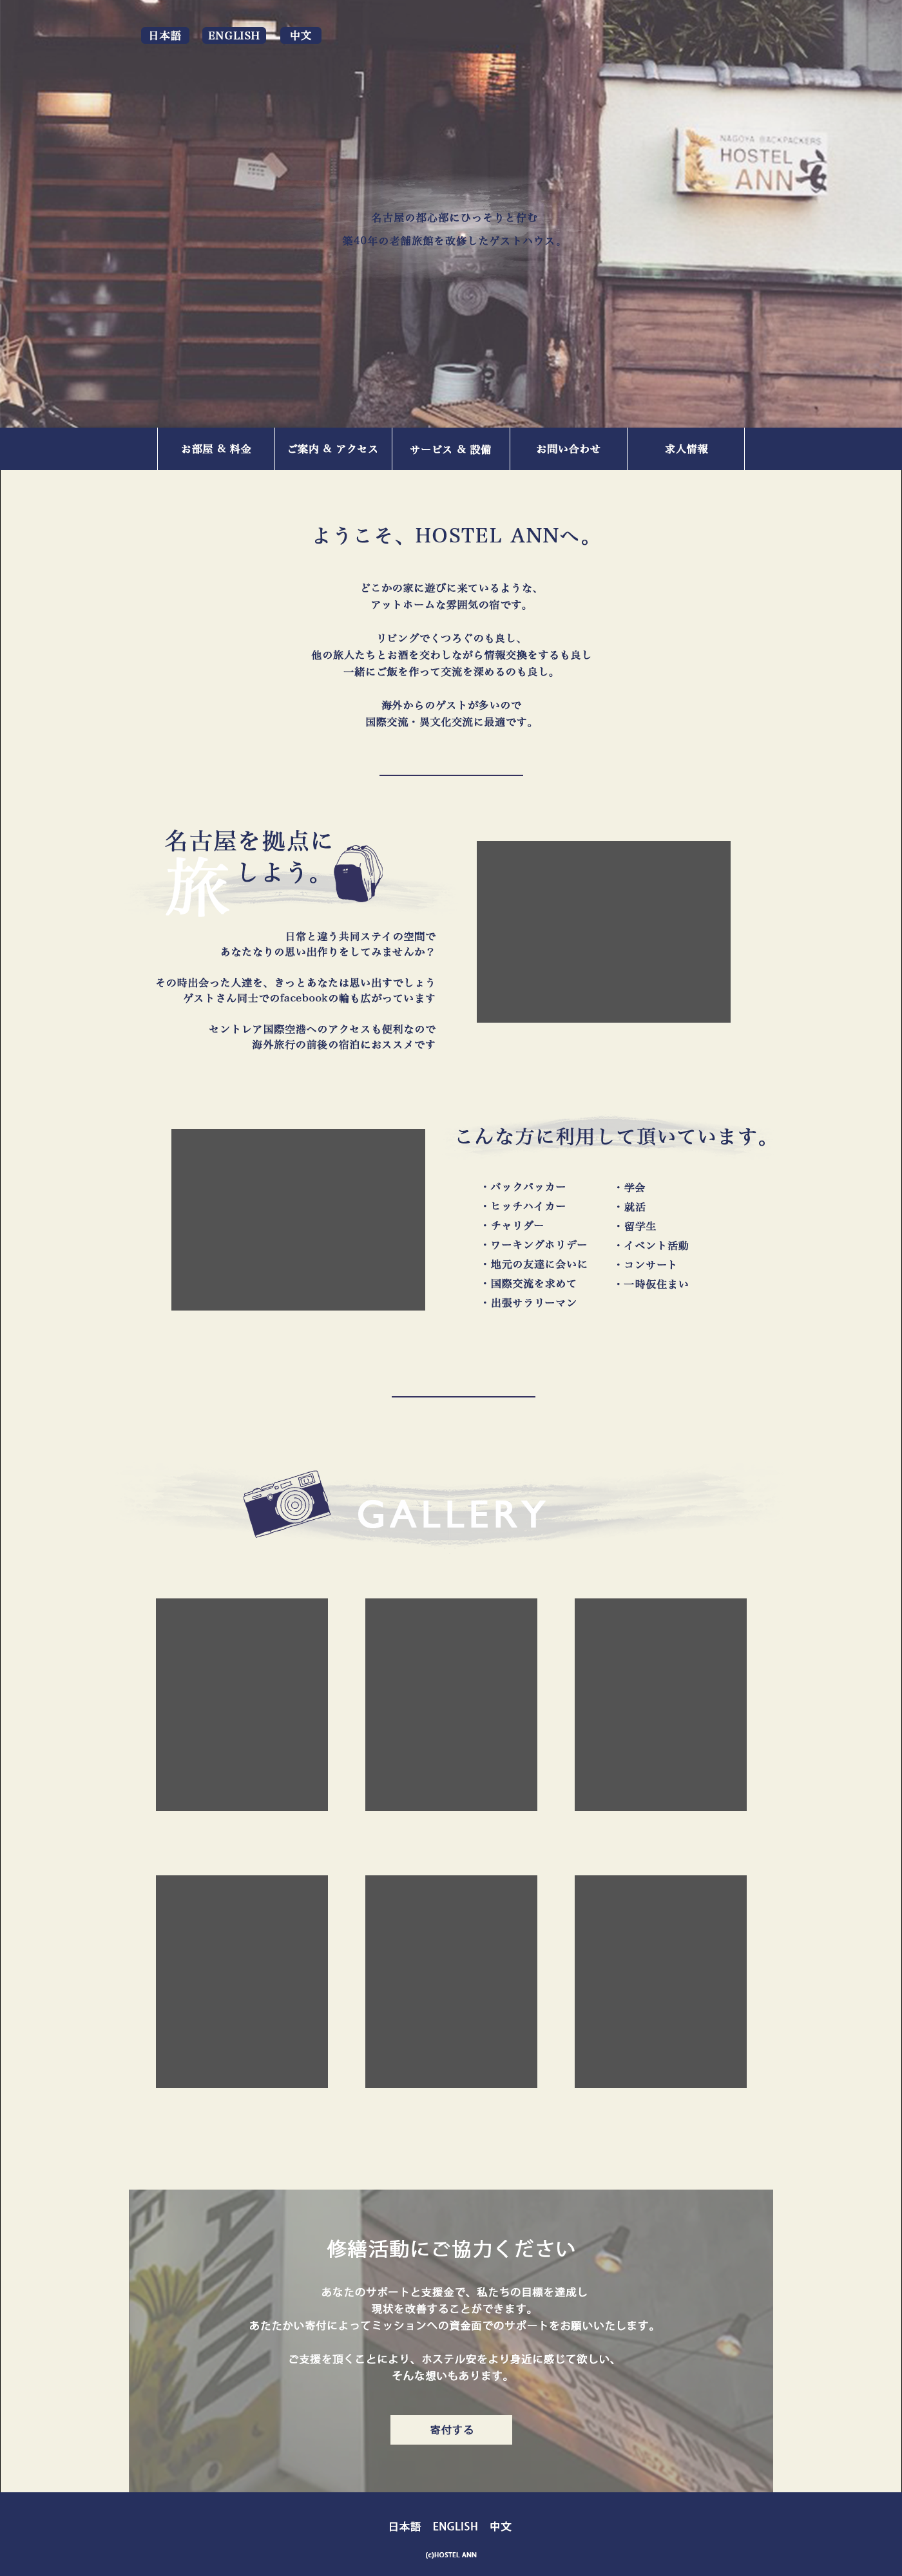 日本語
ENGLISH
中文
NAGOYA BACKPACKERS
HOSTEL
ANN 安
名古屋の都心部にひっそりと佇む
築40年の老舗旅館を改修したゲストハウス。
お部屋 & 料金
ご案内 & アクセス
サービス & 設備
お問い合わせ
求人情報
ようこそ、HOSTEL ANNへ。
どこかの家に遊びに来ているような、
アットホームな雰囲気の宿です。
リビングでくつろぐのも良し、
他の旅人たちとお酒を交わしながら情報交換をするも良し
一緒にご飯を作って交流を深めるのも良し。
海外からのゲストが多いので
国際交流・異文化交流に最適です。
名古屋を拠点に
旅しよう。
日常と違う共同ステイの空間で
あなたなりの思い出作りをしてみませんか？
その時出会った人達を、きっとあなたは思い出すでしょう
ゲストさん同士でのfacebookの輪も広がっています
セントレア国際空港へのアクセスも便利なので
海外旅行の前後の宿泊におススメです
こんな方に利用して頂いています。
・バックパッカー
・ヒッチハイカー
・チャリダー
・ワーキングホリデー
・地元の友達に会いに
・国際交流を求めて
・出張サラリーマン
・学会
・就活
・留学生
・イベント活動
・コンサート
・一時仮住まい
GALLERY
修繕活動にご協力ください
あなたのサポートと支援金で、私たちの目標を達成し
現状を改善することができます。
あたたかい寄付によってミッションへの資金面でのサポートをお願いいたします。
ご支援を頂くことにより、ホステル安をより身近に感じて欲しい、
そんな想いもあります。
HOSTEL ANN
寄付する
日本語 ENGLISH 中文
(c)HOSTEL ANN